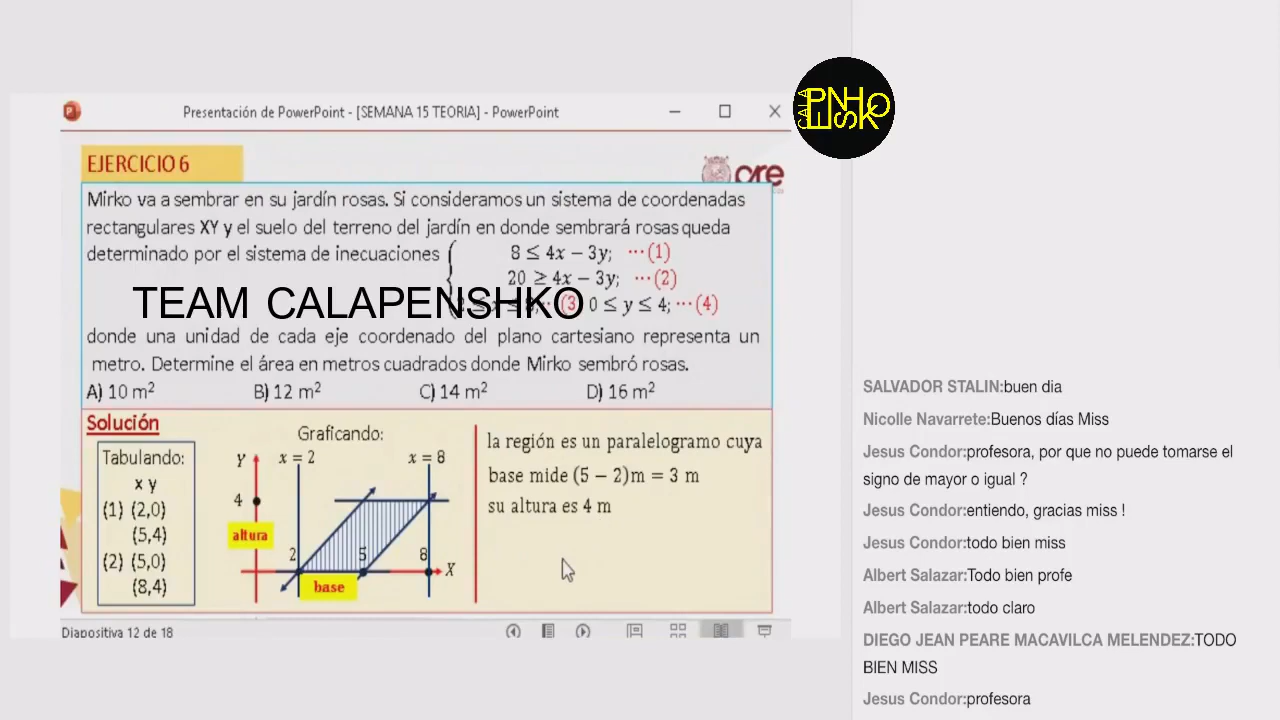 Presentación de PowerPoint - [SEMANA 15 TEORIA] - PowerPoint
CALA
PENHSKO
EJERCICIO 6
cre
Mirko va a sembrar en su jardín rosas. Si consideramos un sistema de coordenadas
rectangulares XY y el suelo del terreno del jardín en donde sembrará rosas queda
determinado por el sistema de inecuaciones
8 ≤ 4x − 3y; ⋯(1)
20 ≥ 4x − 3y; ⋯(2)
(3 0 ≤ y ≤ 4; ⋯(4)
TEAM CALAPENSHKO
donde una unidad de cada eje coordenado del plano cartesiano representa un
metro. Determine el área en metros cuadrados donde Mirko sembró rosas.
A) 10 m² B) 12 m² C) 14 m² D) 16 m²
Solución
Tabulando:
x y
(1) (2,0)
(5,4)
(2) (5,0)
(8,4)
Graficando:
Y x = 2 x = 8
4
altura
2 5 8 X
base
la región es un paralelogramo cuya
base mide (5 − 2)m = 3 m
su altura es 4 m
Diapositiva 12 de 18
SALVADOR STALIN:buen dia
Nicolle Navarrete:Buenos días Miss
Jesus Condor:profesora, por que no puede tomarse el
signo de mayor o igual ?
Jesus Condor:entiendo, gracias miss !
Jesus Condor:todo bien miss
Albert Salazar:Todo bien profe
Albert Salazar:todo claro
DIEGO JEAN PEARE MACAVILCA MELENDEZ:TODO
BIEN MISS
Jesus Condor:profesora